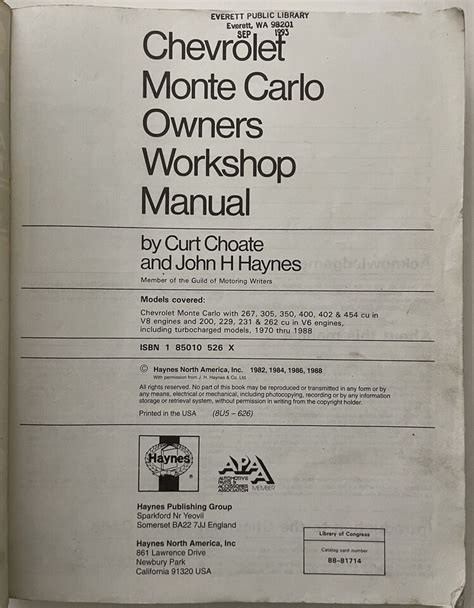 EVERETT PUBLIC LIBRARY
Everett, WA 98201
SEP 1993
Chevrolet
Monte Carlo
Owners
Workshop
Manual
by Curt Choate
and John H Haynes
Member of the Guild of Motoring Writers
Models covered:
Chevrolet Monte Carlo with 267, 305, 350, 400, 402 & 454 cu in
V8 engines and 200, 229, 231 & 262 cu in V6 engines,
including turbocharged models, 1970 thru 1988
ISBN 1 85010 526 X
© Haynes North America, Inc. 1982, 1984, 1986, 1988
With permission from J. H. Haynes & Co. Ltd.
All rights reserved. No part of this book may be reproduced or transmitted in any form or by
any means, electrical or mechanical, including photocopying, recording or by any information
storage or retrieval system, without permission in writing from the copyright holder.
Printed in the USA (8U5 – 626)
Haynes
APAA
AUTOMOTIVE
PARTS &
ACCESSORIES
ASSOCIATION
MEMBER
Haynes Publishing Group
Sparkford Nr Yeovil
Somerset BA22 7JJ England
Haynes North America, Inc
861 Lawrence Drive
Newbury Park
California 91320 USA
Library of Congress
Catalog card number
88-81714